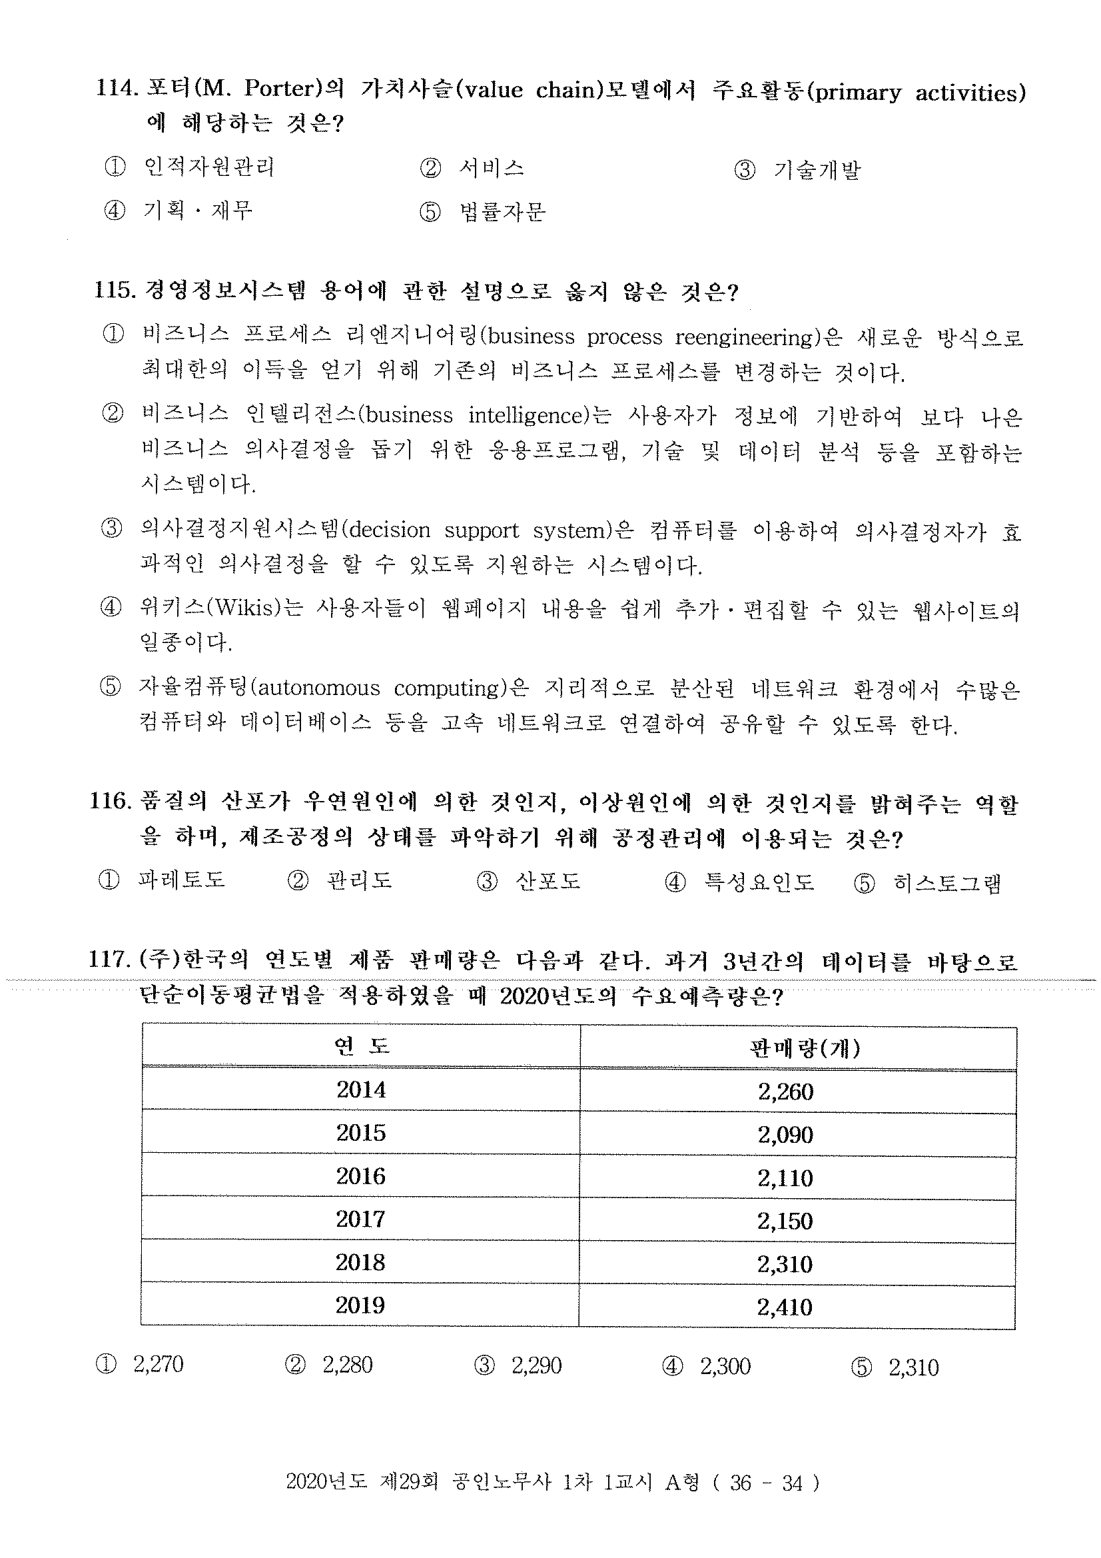 114. 포터(M. Porter)의 가치사슬(value chain)모델에서 주요활동(primary activities)
에 해당하는 것은?
① 인적자원관리 ② 서비스 ③ 기술개발
④ 기획·재무 ⑤ 법률자문
115. 경영정보시스템 용어에 관한 설명으로 옳지 않은 것은?
① 비즈니스 프로세스 리엔지니어링(business process reengineering)은 새로운 방식으로
최대한의 이득을 얻기 위해 기존의 비즈니스 프로세스를 변경하는 것이다.
② 비즈니스 인텔리전스(business intelligence)는 사용자가 정보에 기반하여 보다 나은
비즈니스 의사결정을 돕기 위한 응용프로그램, 기술 및 데이터 분석 등을 포함하는
시스템이다.
③ 의사결정지원시스템(decision support system)은 컴퓨터를 이용하여 의사결정자가 효
과적인 의사결정을 할 수 있도록 지원하는 시스템이다.
④ 위키스(Wikis)는 사용자들이 웹페이지 내용을 쉽게 추가·편집할 수 있는 웹사이트의
일종이다.
⑤ 자율컴퓨팅(autonomous computing)은 지리적으로 분산된 네트워크 환경에서 수많은
컴퓨터와 데이터베이스 등을 고속 네트워크로 연결하여 공유할 수 있도록 한다.
116. 품질의 산포가 우연원인에 의한 것인지, 이상원인에 의한 것인지를 밝혀주는 역할
을 하며, 제조공정의 상태를 파악하기 위해 공정관리에 이용되는 것은?
① 파레토도 ② 관리도 ③ 산포도 ④ 특성요인도 ⑤ 히스토그램
117. (주)한국의 연도별 제품 판매량은 다음과 같다. 과거 3년간의 데이터를 바탕으로
단순이동평균법을 적용하였을 때 2020년도의 수요예측량은?
연 도 판매량(개)
2014 2,260
2015 2,090
2016 2,110
2017 2,150
2018 2,310
2019 2,410
① 2,270 ② 2,280 ③ 2,290 ④ 2,300 ⑤ 2,310
2020년도 제29회 공인노무사 1차 1교시 A형 ( 36 - 34 )